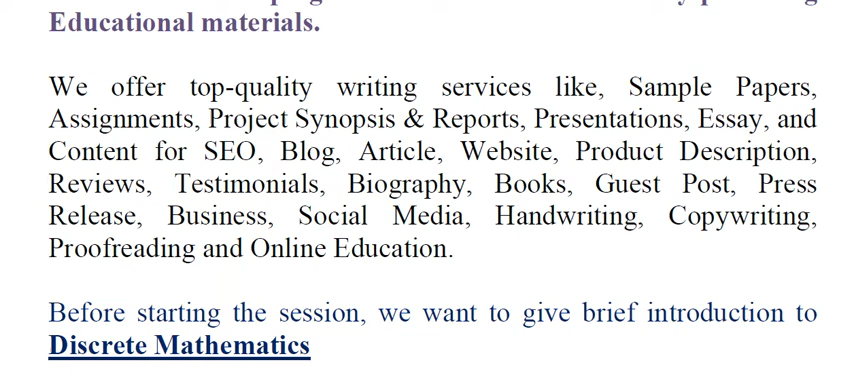 Educational materials.
We offer top-quality writing services like, Sample Papers,
Assignments, Project Synopsis & Reports, Presentations, Essay, and
Content for SEO, Blog, Article, Website, Product Description,
Reviews, Testimonials, Biography, Books, Guest Post, Press
Release, Business, Social Media, Handwriting, Copywriting,
Proofreading and Online Education.
Before starting the session, we want to give brief introduction to
Discrete Mathematics